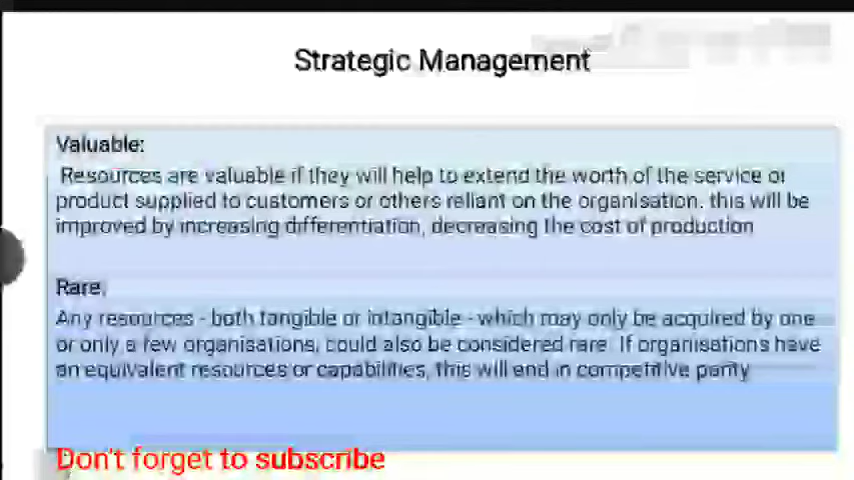 Strategic Management
Valuable:
Resources are valuable if they will help to extend the worth of the service or
product supplied to customers or others reliant on the organisation. this will be
improved by increasing differentiation, decreasing the cost of production
Rare.
Any resources - both tangible or intangible - which may only be acquired by one
or only a few organisations, could also be considered rare. If organisations have
an equivalent resources or capabilities, this will end in competitive parity
Don't forget to subscribe